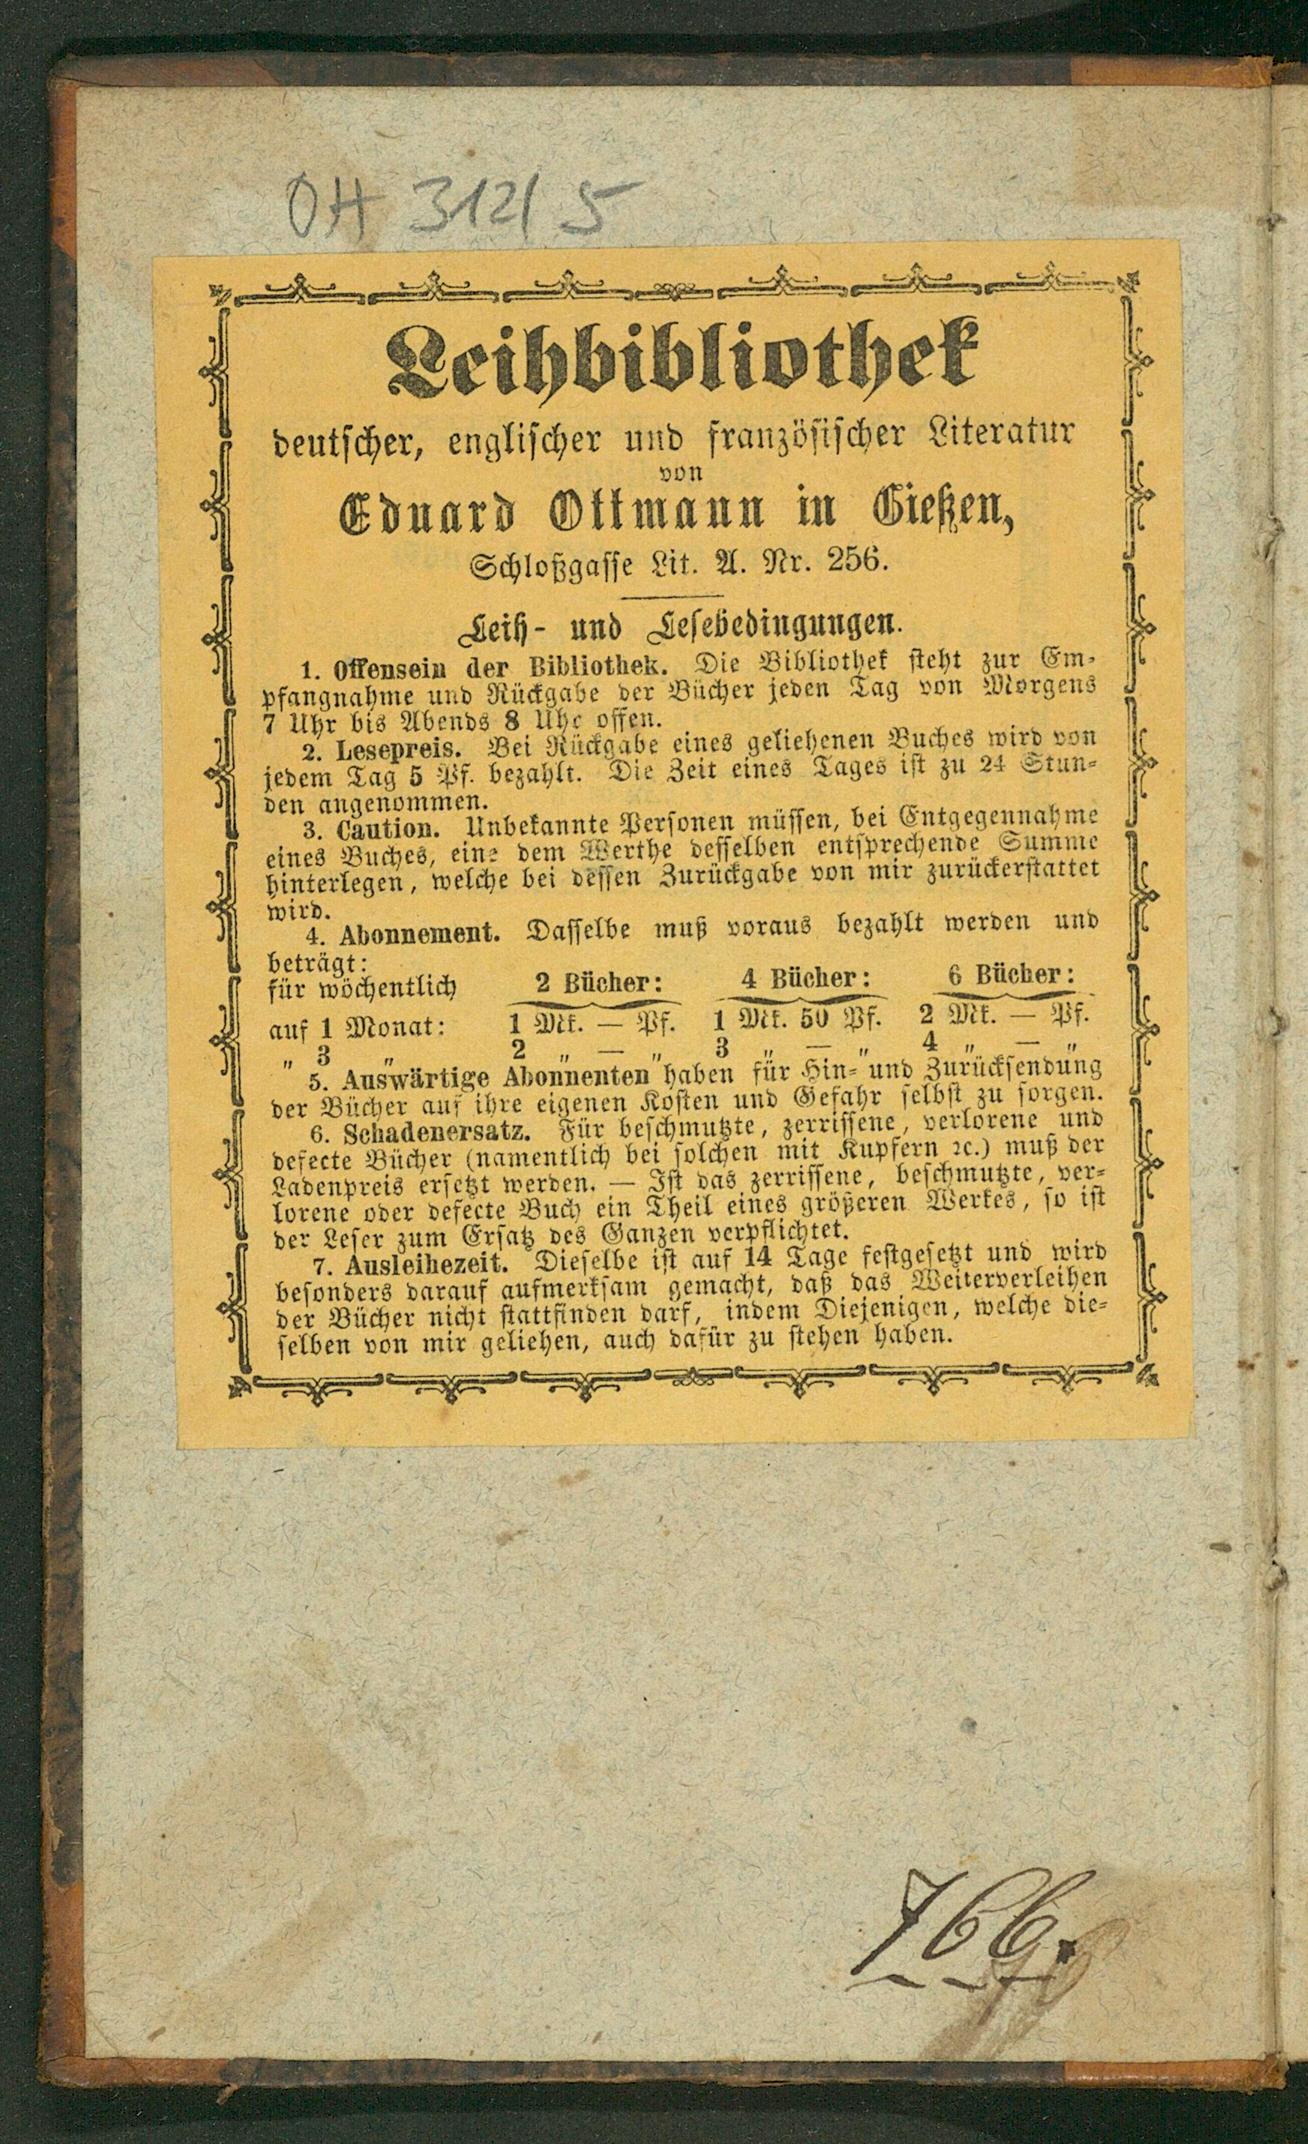 OH 312/5
Leihbibliothek
deutscher, englischer und französischer Literatur
von
Eduard Ottmann in Gießen,
Schloßgasse Lit. A. Nr. 256.
Leih- und Lesebedingungen.
1. Offensein der Bibliothek. Die Bibliothek steht zur Em-
pfangnahme und Rückgabe der Bücher jeden Tag von Morgens
7 Uhr bis Abends 8 Uhr offen.
2. Lesepreis. Bei Rückgabe eines geliehenen Buches wird von
jedem Tag 5 Pf. bezahlt. Die Zeit eines Tages ist zu 24 Stun-
den angenommen.
3. Caution. Unbekannte Personen müssen, bei Entgegennahme
eines Buches, eine dem Werthe desselben entsprechende Summe
hinterlegen, welche bei dessen Zurückgabe von mir zurückerstattet
wird.
4. Abonnement. Dasselbe muß voraus bezahlt werden und
beträgt:
für wöchentlich 2 Bücher: 4 Bücher: 6 Bücher:
auf 1 Monat: 1 Mk. — Pf. 1 Mk. 50 Pf. 2 Mk. — Pf.
„ 3 „ 2 „ — „ 3 „ — „ 4 „ — „
5. Auswärtige Abonnenten haben für Hin- und Zurücksendung
der Bücher auf ihre eigenen Kosten und Gefahr selbst zu sorgen.
6. Schadenersatz. Für beschmutzte, zerrissene, verlorene und
defecte Bücher (namentlich bei solchen mit Kupfern ꝛc.) muß der
Ladenpreis ersetzt werden. — Ist das zerrissene, beschmutzte, ver-
lorene oder defecte Buch ein Theil eines größeren Werkes, so ist
der Leser zum Ersatz des Ganzen verpflichtet.
7. Ausleihezeit. Dieselbe ist auf 14 Tage festgesetzt und wird
besonders darauf aufmerksam gemacht, daß das Weiterverleihen
der Bücher nicht stattfinden darf, indem Diejenigen, welche die-
selben von mir geliehen, auch dafür zu stehen haben.
766.